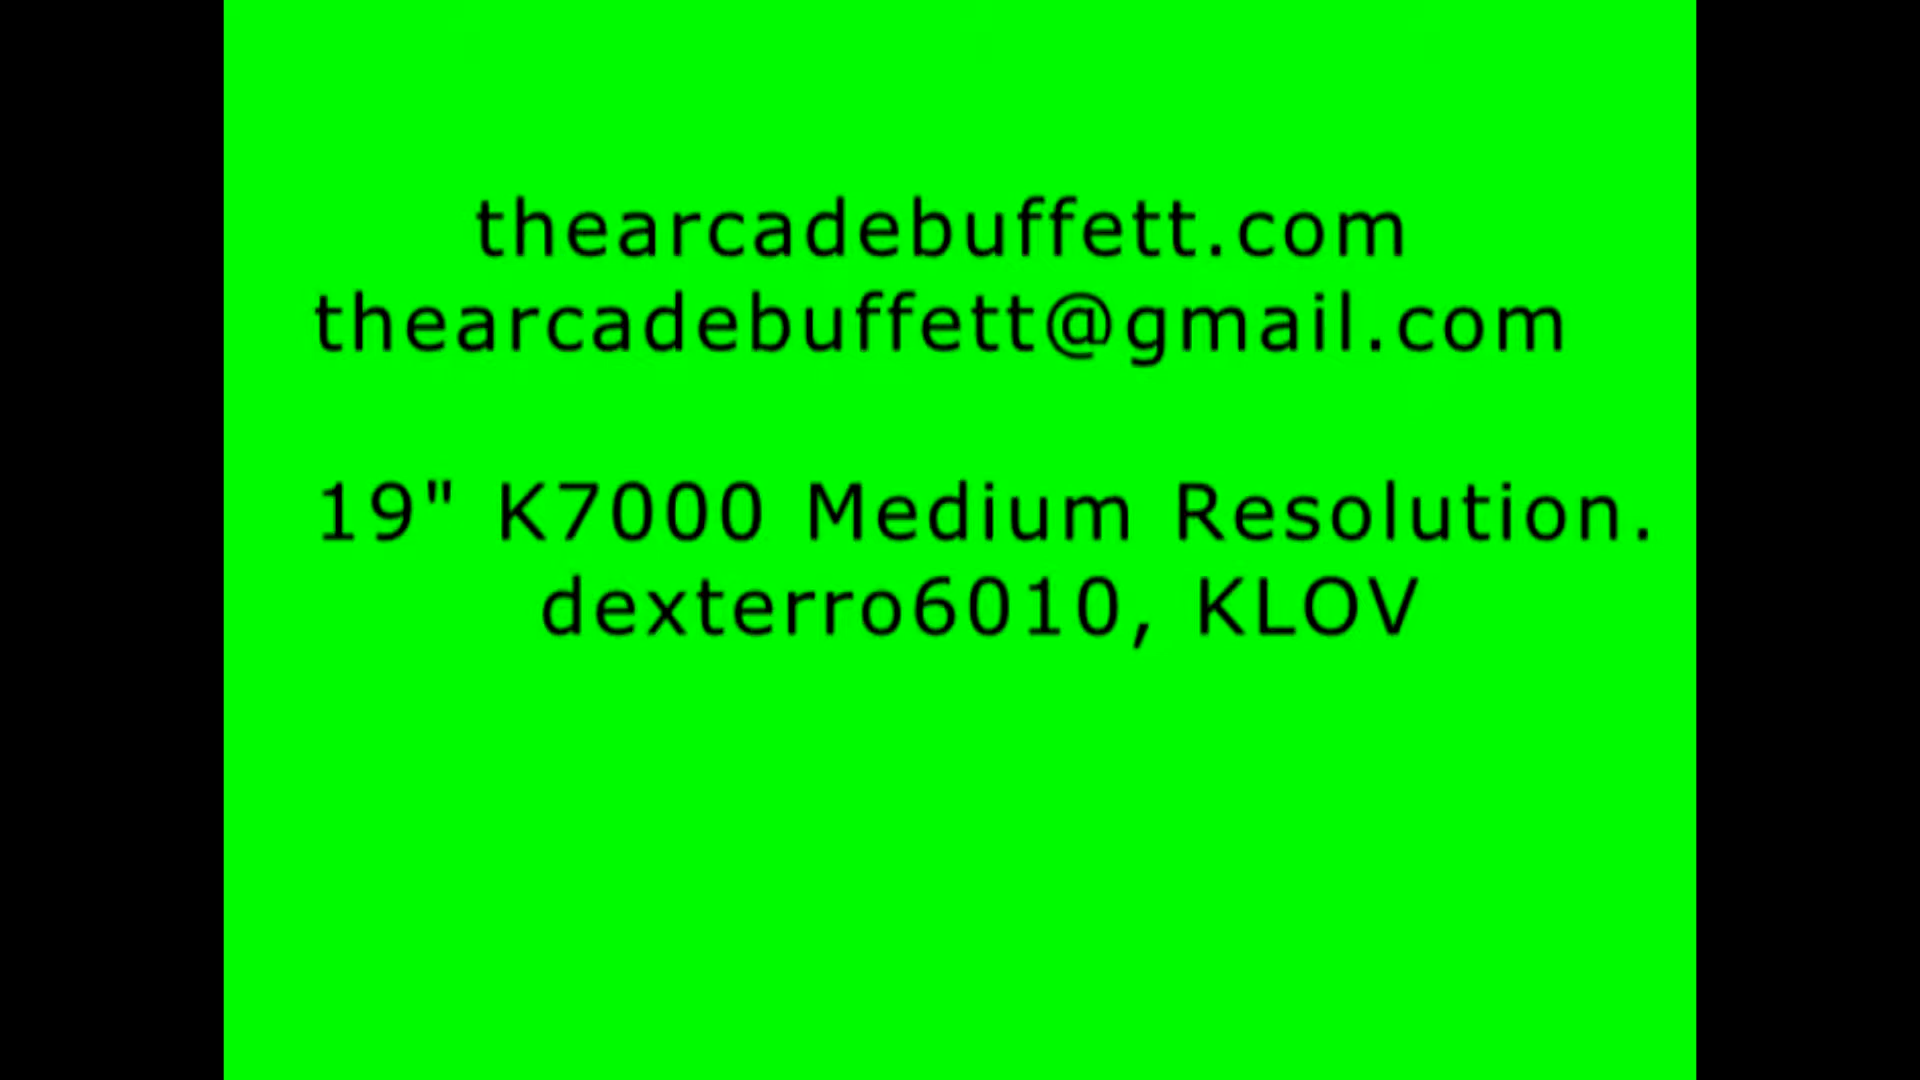 thearcadebuffett.com
thearcadebuffett@gmail.com
19" K7000 Medium Resolution.
dexterro6010, KLOV